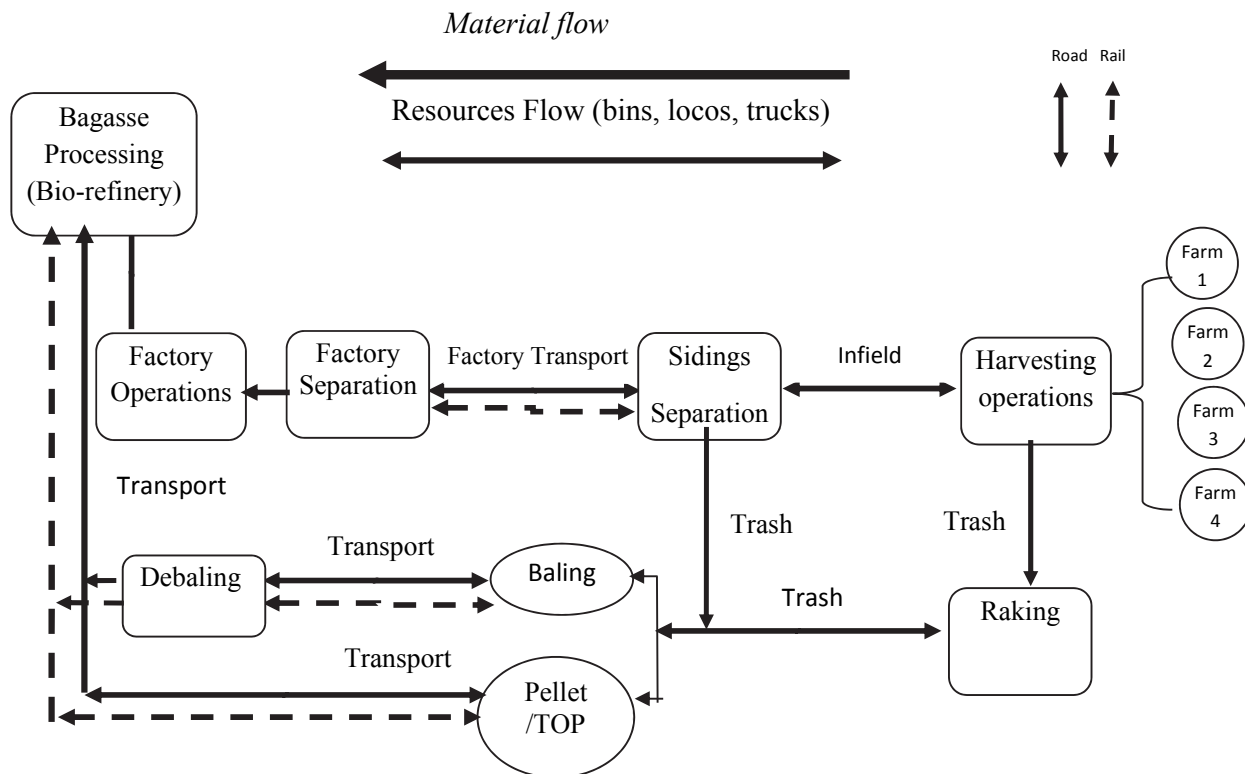 Material flow
Road Rail
Resources Flow (bins, locos, trucks)
Bagasse
Processing
(Bio-refinery)
Farm
1
Factory
Operations
Factory
Separation
Factory Transport
Sidings
Separation
Infield
Harvesting
operations
Farm
2
Farm
3
Farm
4
Transport
Trash
Trash
Debaling
Transport
Baling
Trash
Raking
Transport
Pellet
/TOP